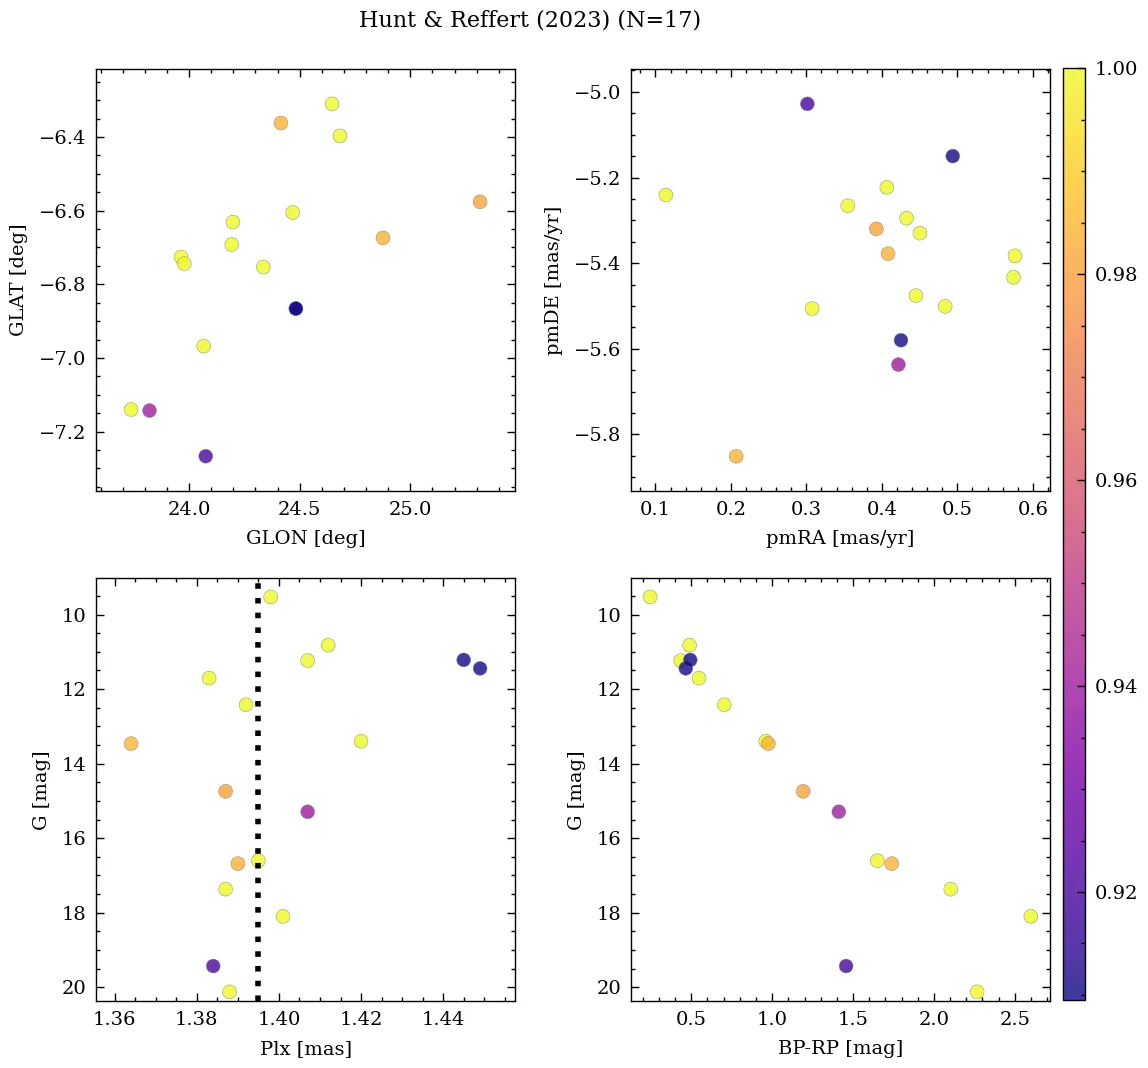 Hunt & Reffert (2023) (N=17)
−6.4
−6.6
−6.8
−7.0
−7.2
GLAT [deg]
24.0 24.5 25.0
GLON [deg]
−5.0
−5.2
−5.4
−5.6
−5.8
pmDE [mas/yr]
0.1 0.2 0.3 0.4 0.5 0.6
pmRA [mas/yr]
10
12
14
16
18
20
G [mag]
1.36 1.38 1.40 1.42 1.44
Plx [mas]
10
12
14
16
18
20
G [mag]
0.5 1.0 1.5 2.0 2.5
BP-RP [mag]
1.00
0.98
0.96
0.94
0.92